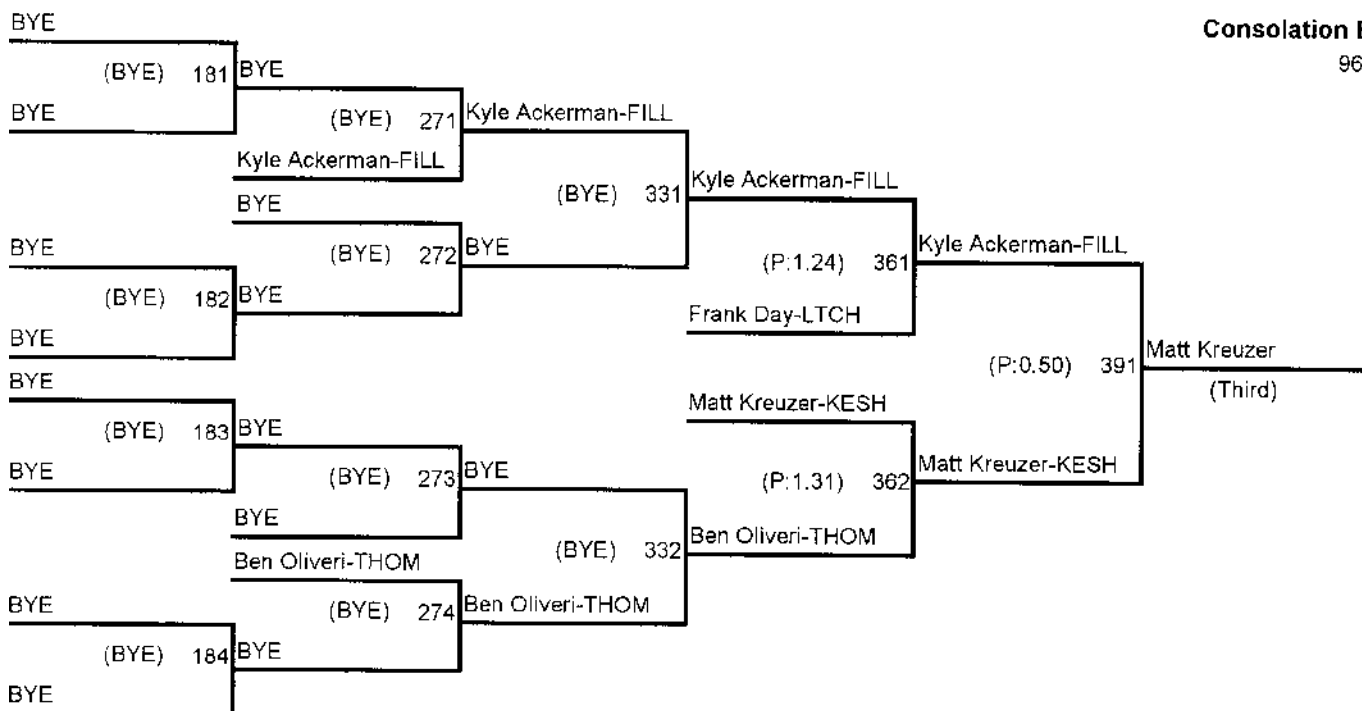 BYE
Consolation
96
(BYE) 181 BYE
BYE
(BYE) 271 Kyle Ackerman-FILL
Kyle Ackerman-FILL
(BYE) 331 Kyle Ackerman-FILL
BYE
BYE
(BYE) 272 BYE
Kyle Ackerman-FILL
(P:1.24) 361
(BYE) 182 BYE
Frank Day-LTCH
BYE
Matt Kreuzer
(P:0.50) 391
BYE
(Third)
Matt Kreuzer-KESH
(BYE) 183 BYE
BYE
(BYE) 273 BYE
Matt Kreuzer-KESH
(P:1.31) 362
BYE
Ben Oliveri-THOM
(BYE) 332
Ben Oliveri-THOM
BYE
(BYE) 274 Ben Oliveri-THOM
(BYE) 184 BYE
BYE